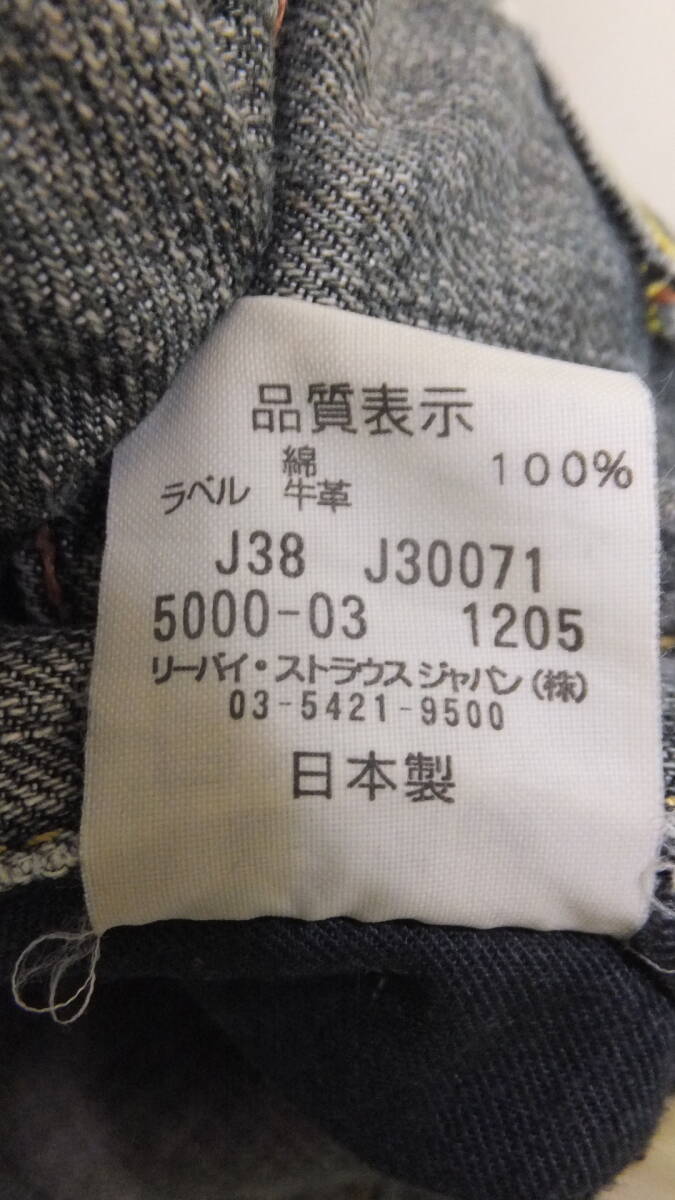 品質表示
綿 100%
ラベル 牛革
J38 J30071
5000-03 1205
リーバイ・ストラウス ジャパン(株)
03-5421-9500
日本製